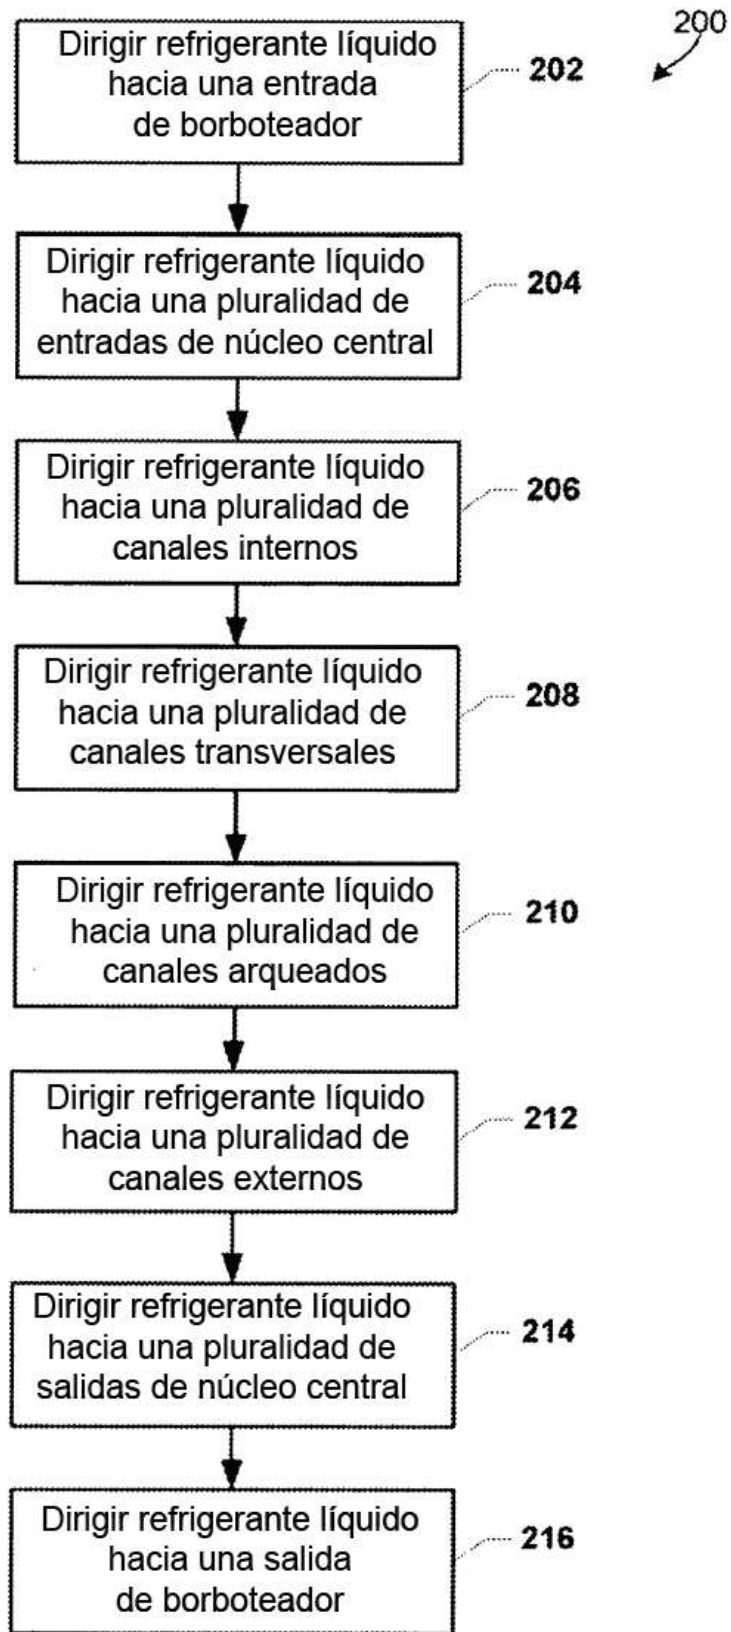 200
Dirigir refrigerante líquido
hacia una entrada
de borboteador
202
Dirigir refrigerante líquido
hacia una pluralidad de
entradas de núcleo central
204
Dirigir refrigerante líquido
hacia una pluralidad de
canales internos
206
Dirigir refrigerante líquido
hacia una pluralidad de
canales transversales
208
Dirigir refrigerante líquido
hacia una pluralidad de
canales arqueados
210
Dirigir refrigerante líquido
hacia una pluralidad de
canales externos
212
Dirigir refrigerante líquido
hacia una pluralidad de
salidas de núcleo central
214
Dirigir refrigerante líquido
hacia una salida
de borboteador
216